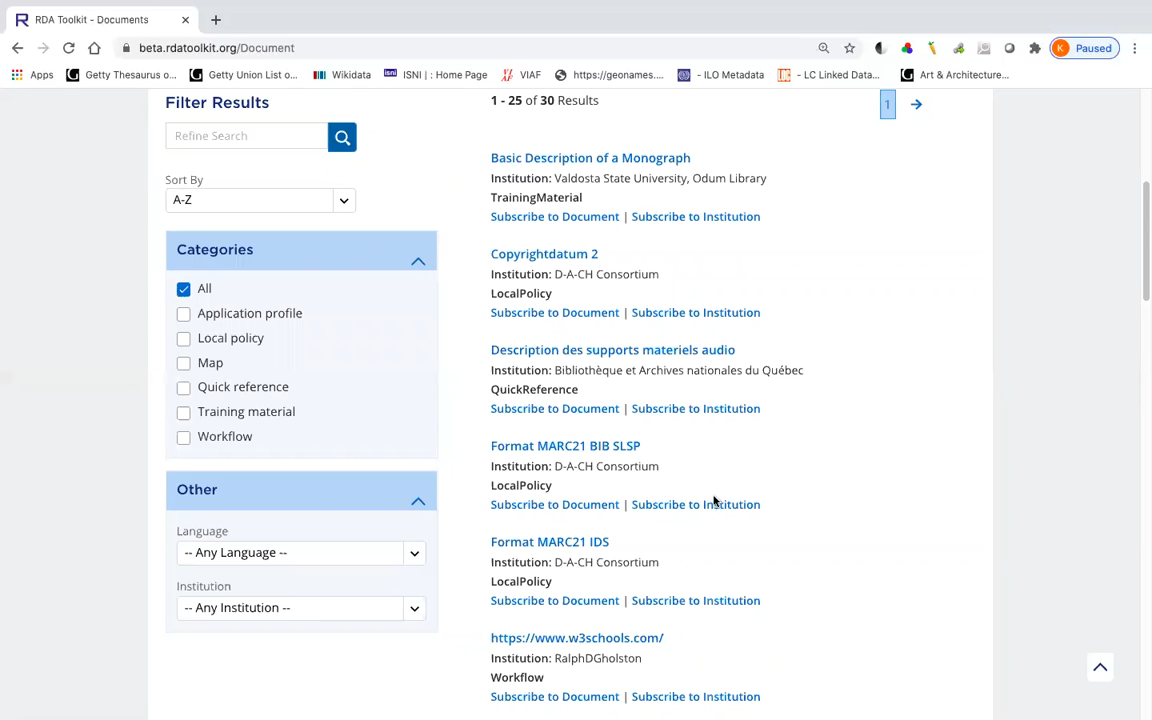 RDA Toolkit - Documents
beta.rdatoolkit.org/Document
K Paused
Apps
Getty Thesaurus o...
Getty Union List o...
Wikidata
isni ISNI | : Home Page
VIAF
https://geonames....
- ILO Metadata
- LC Linked Data...
Art & Architecture...
Filter Results
Refine Search
Sort By
A-Z
Categories
All
Application profile
Local policy
Map
Quick reference
Training material
Workflow
Other
Language
-- Any Language --
Institution
-- Any Institution --
1 - 25 of 30 Results
1
Basic Description of a Monograph
Institution: Valdosta State University, Odum Library
TrainingMaterial
Subscribe to Document | Subscribe to Institution
Copyrightdatum 2
Institution: D-A-CH Consortium
LocalPolicy
Subscribe to Document | Subscribe to Institution
Description des supports materiels audio
Institution: Bibliothèque et Archives nationales du Québec
QuickReference
Subscribe to Document | Subscribe to Institution
Format MARC21 BIB SLSP
Institution: D-A-CH Consortium
LocalPolicy
Subscribe to Document | Subscribe to Institution
Format MARC21 IDS
Institution: D-A-CH Consortium
LocalPolicy
Subscribe to Document | Subscribe to Institution
https://www.w3schools.com/
Institution: RalphDGholston
Workflow
Subscribe to Document | Subscribe to Institution